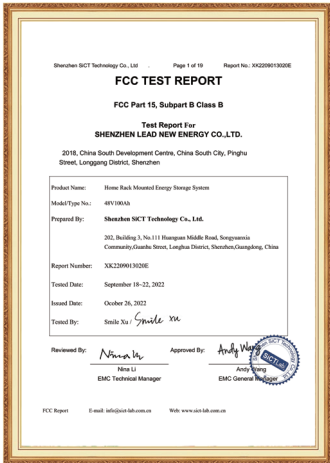 Shenzhen SiCT Technology Co., Ltd . Page 1 of 19 Report No.: XK2209013020E
FCC TEST REPORT
FCC Part 15, Subpart B Class B
Test Report For
SHENZHEN LEAD NEW ENERGY CO.,LTD.
2018, China South Development Centre, China South City, Pinghu
Street, Longgang District, Shenzhen
Product Name: Home Rack Mounted Energy Storage System
Model/Type No.: 48V100Ah
Prepared By: Shenzhen SiCT Technology Co., Ltd.
202, Building 3, No.111 Huanguan Middle Road, Songyuanxia
Community,Guanhu Street, Longhua District, Shenzhen,Guangdong, China
Report Number: XK2209013020E
Tested Date: September 18~22, 2022
Issued Date: Ocober 26, 2022
Tested By: Smile Xu / Smile xu
Reviewed By: Approved By: Andy Wang
Nina Li Andy Wang
EMC Technical Manager EMC General Manager
SiCTLab
FCC Report E-mail: info@sict-lab.com.cn Web: www.sict-lab.com.cn